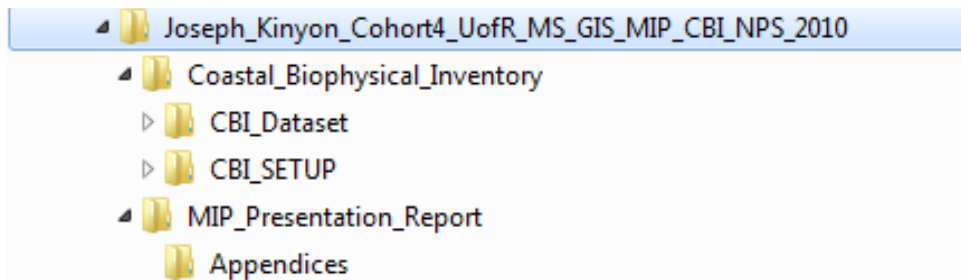 Joseph_Kinyon_Cohort4_UofR_MS_GIS_MIP_CBI_NPS_2010
Coastal_Biophysical_Inventory
CBI_Dataset
CBI_SETUP
MIP_Presentation_Report
Appendices